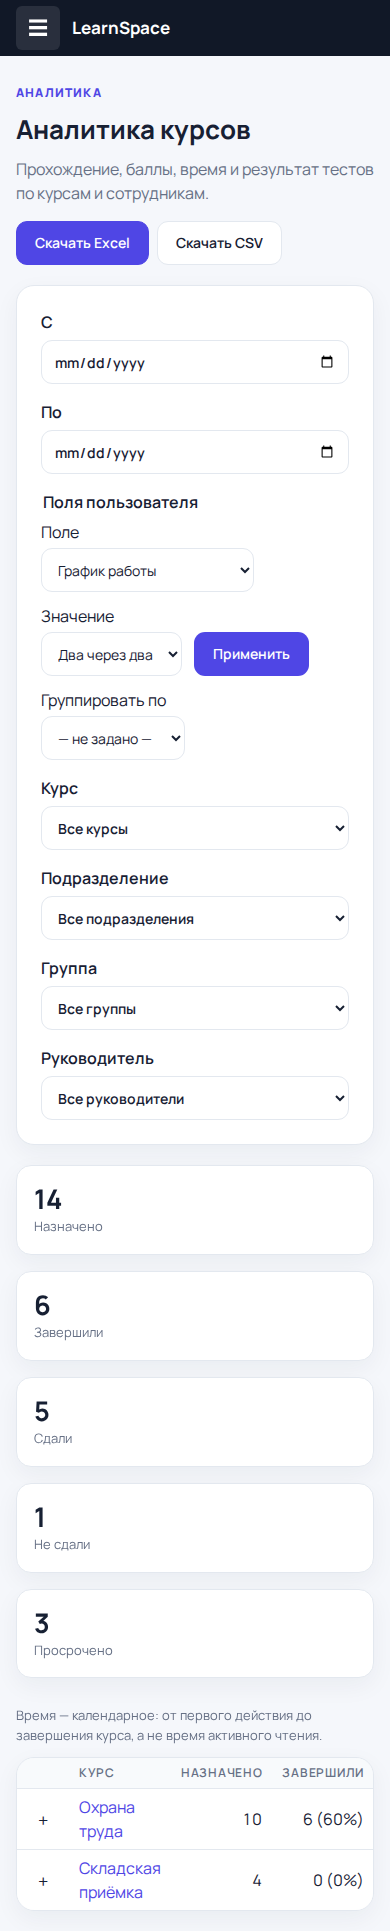 LearnSpace
АНАЛИТИКА
Аналитика курсов
Прохождение, баллы, время и результат тестов
по курсам и сотрудникам.
Скачать Excel
Скачать CSV
С
mm/dd/yyyy
По
mm/dd/yyyy
Поля пользователя
Поле
График работы
Значение
Два через два
Применить
Группировать по
— не задано —
Курс
Все курсы
Подразделение
Все подразделения
Группа
Все группы
Руководитель
Все руководители
14
Назначено
6
Завершили
5
Сдали
1
Не сдали
3
Просрочено
Время — календарное: от первого действия до
завершения курса, а не время активного чтения.
КУРС НАЗНАЧЕНО ЗАВЕРШИЛИ
+ Охрана труда 10 6 (60%)
+ Складская приёмка 4 0 (0%)